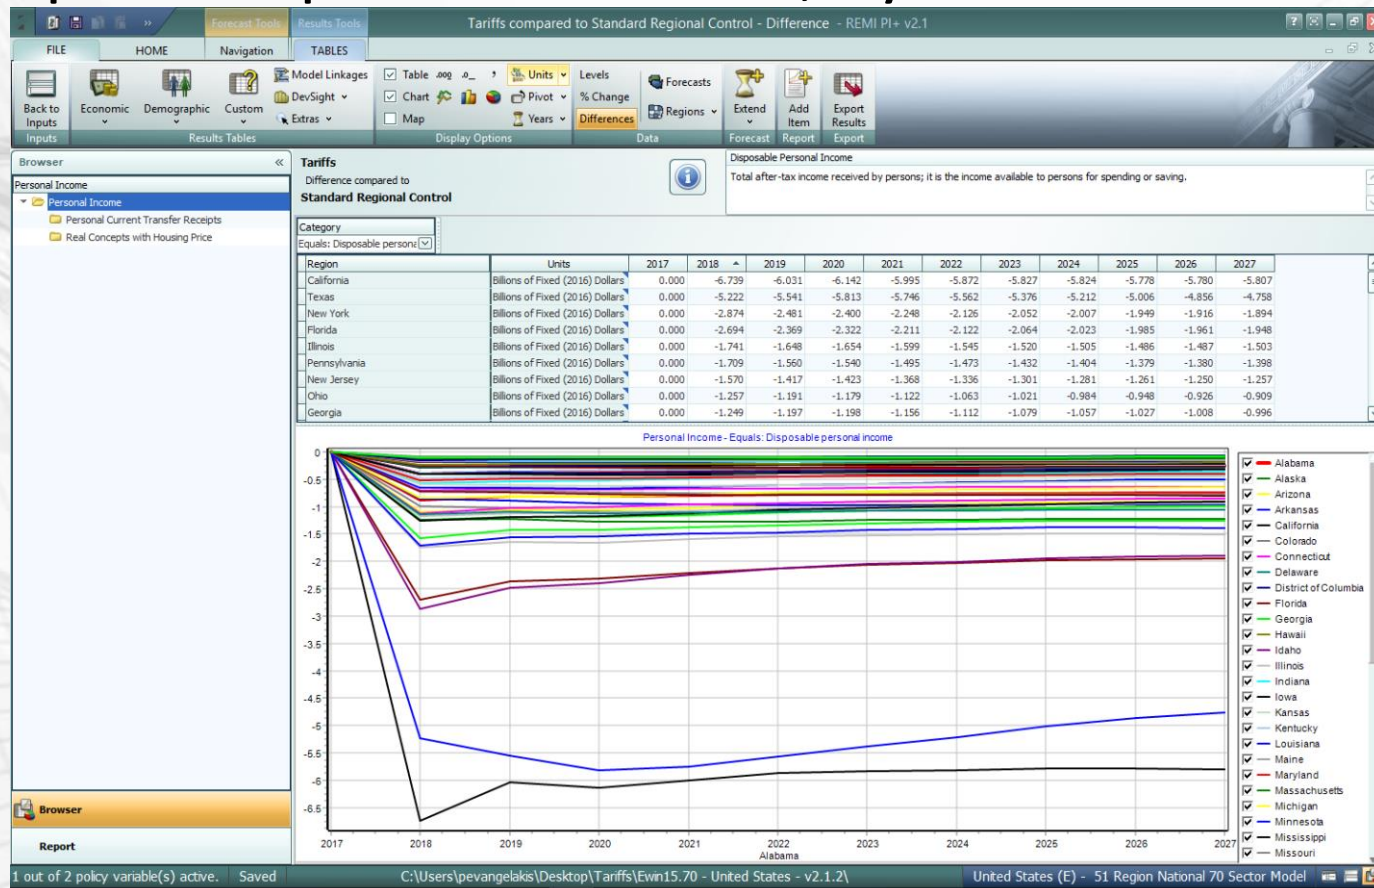 Forecast Tools Results Tools Tariffs compared to Standard Regional Control - Difference - REMI PI+ v2.1
FILE HOME Navigation TABLES
Back to Inputs
Economic
Demographic
Custom
Model Linkages
DevSight
Extras
Table
Chart
Map
Units
Pivot
Years
Levels
% Change
Differences
Forecasts
Regions
Extend
Add Item
Export Results
Inputs Results Tables Display Options Data Forecast Report Export
Browser «
Personal Income
Personal Income
Personal Current Transfer Receipts
Real Concepts with Housing Price
Tariffs
Difference compared to
Standard Regional Control
Disposable Personal Income
Total after-tax income received by persons; it is the income available to persons for spending or saving.
Category
Equals: Disposable persona
Region Units 2017 2018 2019 2020 2021 2022 2023 2024 2025 2026 2027
California Billions of Fixed (2016) Dollars 0.000 -6.739 -6.031 -6.142 -5.995 -5.872 -5.827 -5.824 -5.778 -5.780 -5.807
Texas Billions of Fixed (2016) Dollars 0.000 -5.222 -5.541 -5.813 -5.746 -5.562 -5.376 -5.212 -5.006 -4.856 -4.758
New York Billions of Fixed (2016) Dollars 0.000 -2.874 -2.481 -2.400 -2.248 -2.126 -2.052 -2.007 -1.949 -1.916 -1.894
Florida Billions of Fixed (2016) Dollars 0.000 -2.694 -2.369 -2.322 -2.211 -2.122 -2.064 -2.023 -1.985 -1.961 -1.948
Illinois Billions of Fixed (2016) Dollars 0.000 -1.741 -1.648 -1.654 -1.599 -1.545 -1.520 -1.505 -1.486 -1.487 -1.503
Pennsylvania Billions of Fixed (2016) Dollars 0.000 -1.709 -1.560 -1.540 -1.495 -1.473 -1.432 -1.404 -1.379 -1.380 -1.398
New Jersey Billions of Fixed (2016) Dollars 0.000 -1.570 -1.417 -1.423 -1.368 -1.336 -1.301 -1.281 -1.261 -1.250 -1.257
Ohio Billions of Fixed (2016) Dollars 0.000 -1.257 -1.191 -1.179 -1.122 -1.063 -1.021 -0.984 -0.948 -0.926 -0.909
Georgia Billions of Fixed (2016) Dollars 0.000 -1.249 -1.197 -1.198 -1.156 -1.112 -1.079 -1.057 -1.027 -1.008 -0.996
Personal Income - Equals: Disposable personal income
0
-0.5
-1
-1.5
-2
-2.5
-3
-3.5
-4
-4.5
-5
-5.5
-6
-6.5
2017 2018 2019 2020 2021 2022 2023 2024 2025 2026 2027
Alabama
Alabama
Alaska
Arizona
Arkansas
California
Colorado
Connecticut
Delaware
District of Columbia
Florida
Georgia
Hawaii
Idaho
Illinois
Indiana
Iowa
Kansas
Kentucky
Louisiana
Maine
Maryland
Massachusetts
Michigan
Minnesota
Mississippi
Missouri
Browser
Report
1 out of 2 policy variable(s) active. Saved C:\Users\pevangelakis\Desktop\Tariffs\Ewin15.70 - United States - v2.1.2\ United States (E) - 51 Region National 70 Sector Model